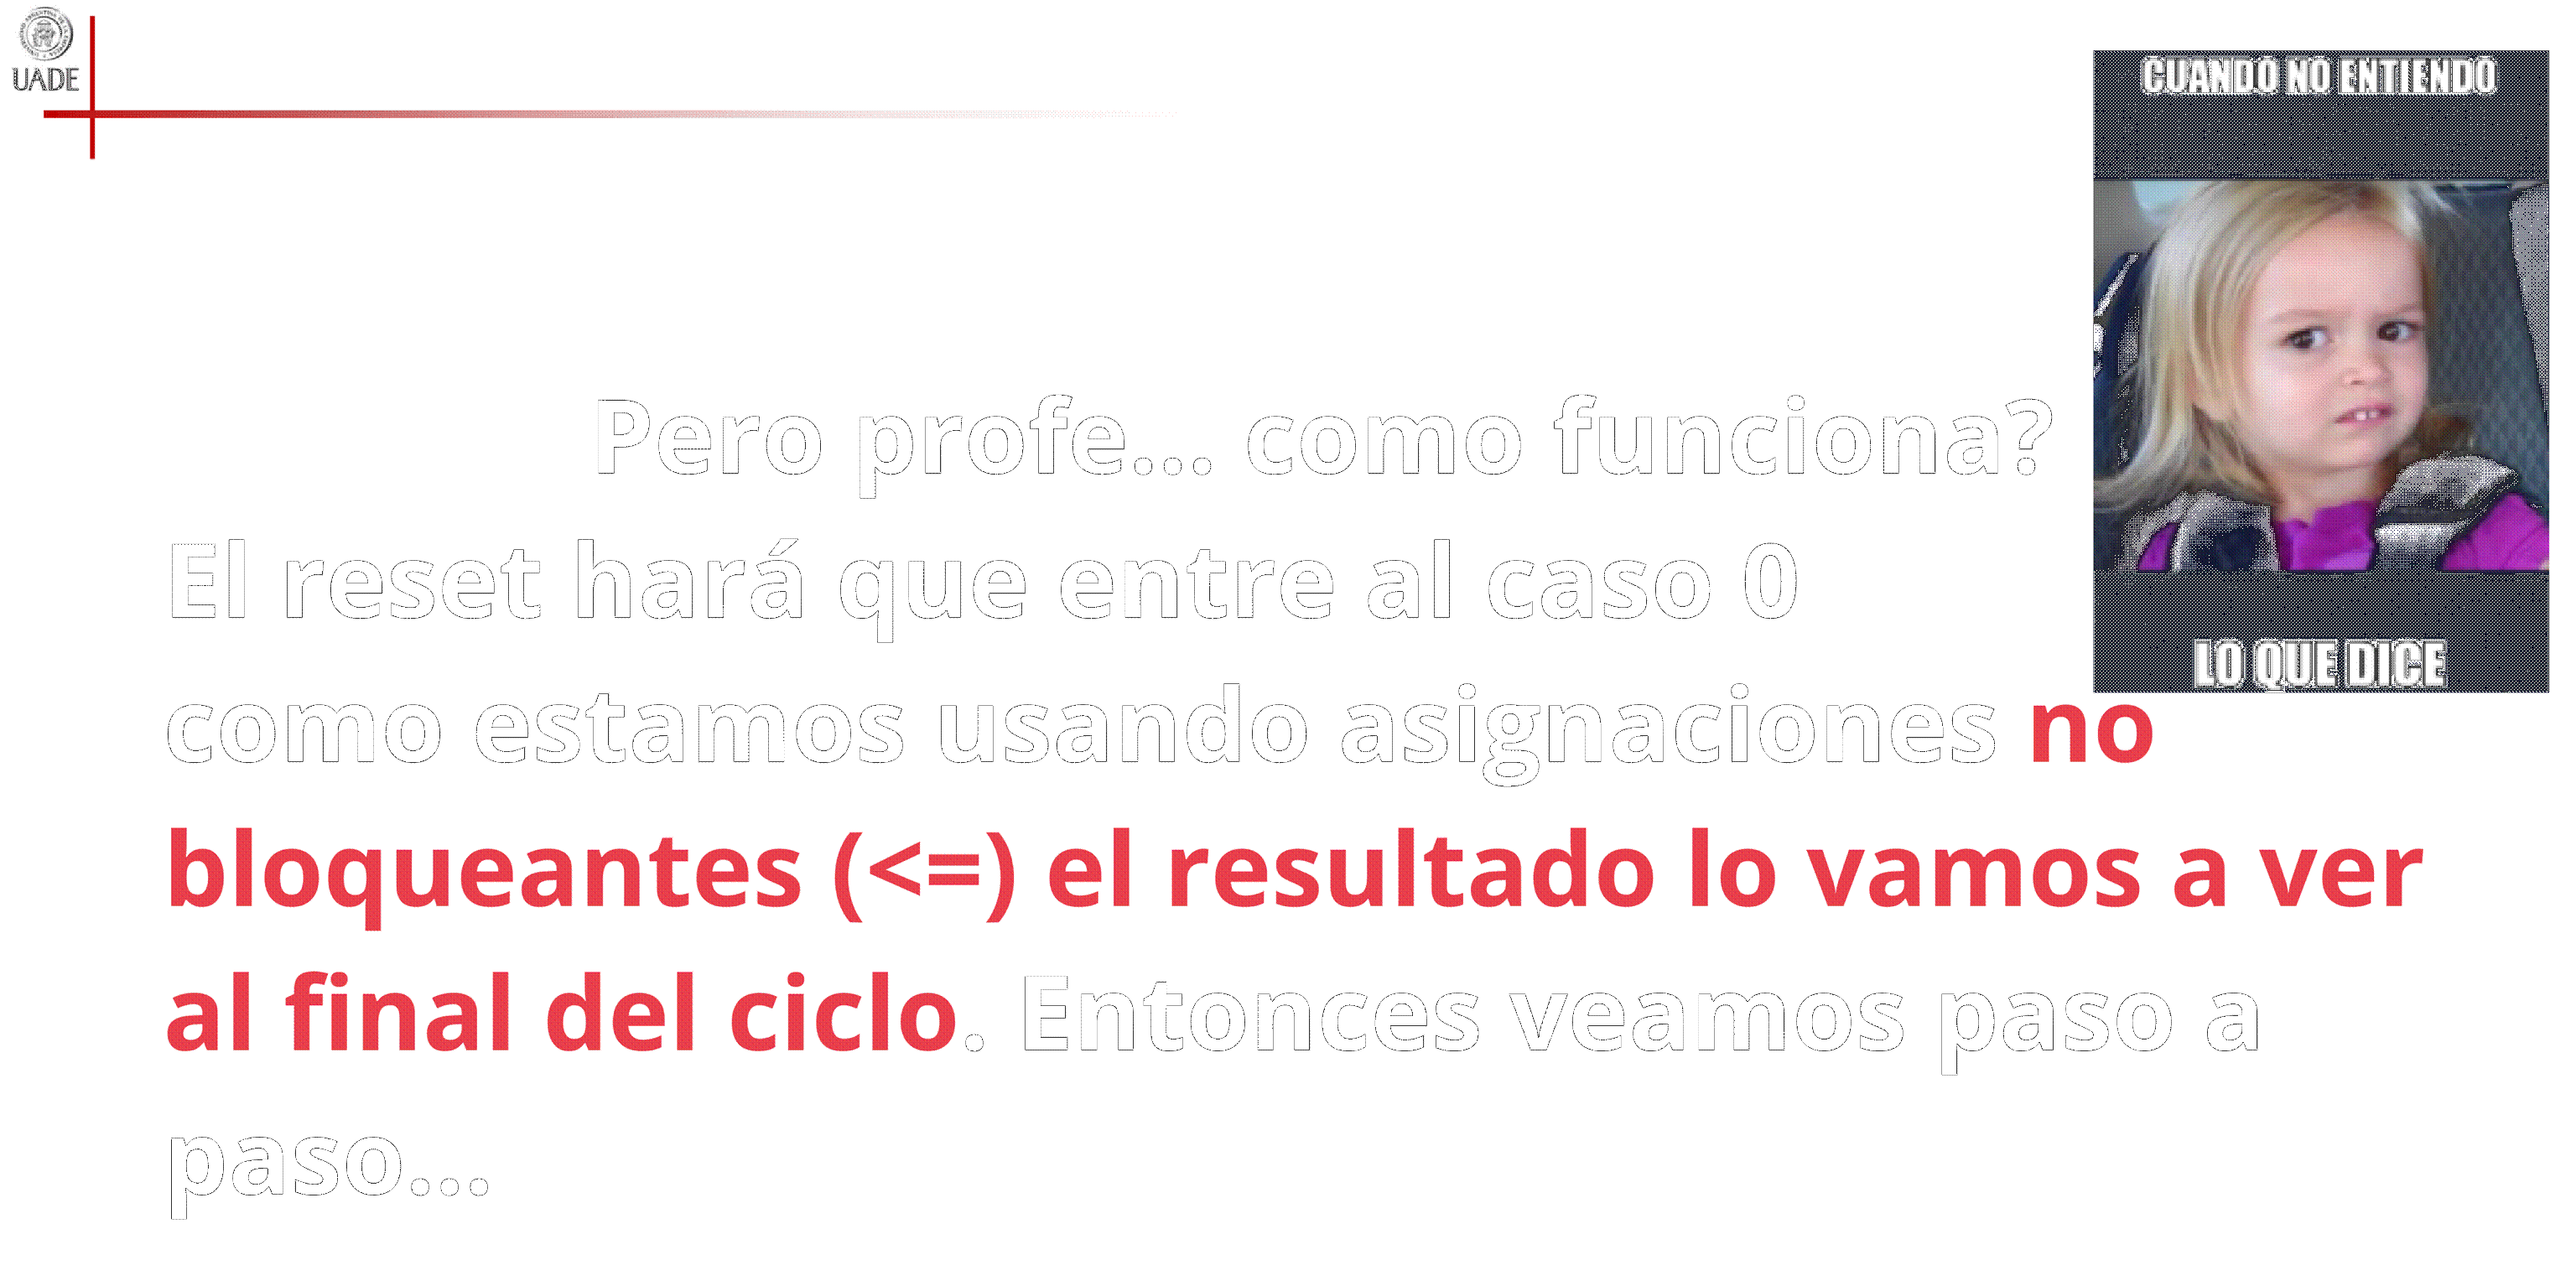 UADE
CUANDO NO ENTIENDO
LO QUE DICE
Pero profe... como funciona?
El reset hará que entre al caso 0
como estamos usando asignaciones no
bloqueantes (<=) el resultado lo vamos a ver
al final del ciclo. Entonces veamos paso a
paso...